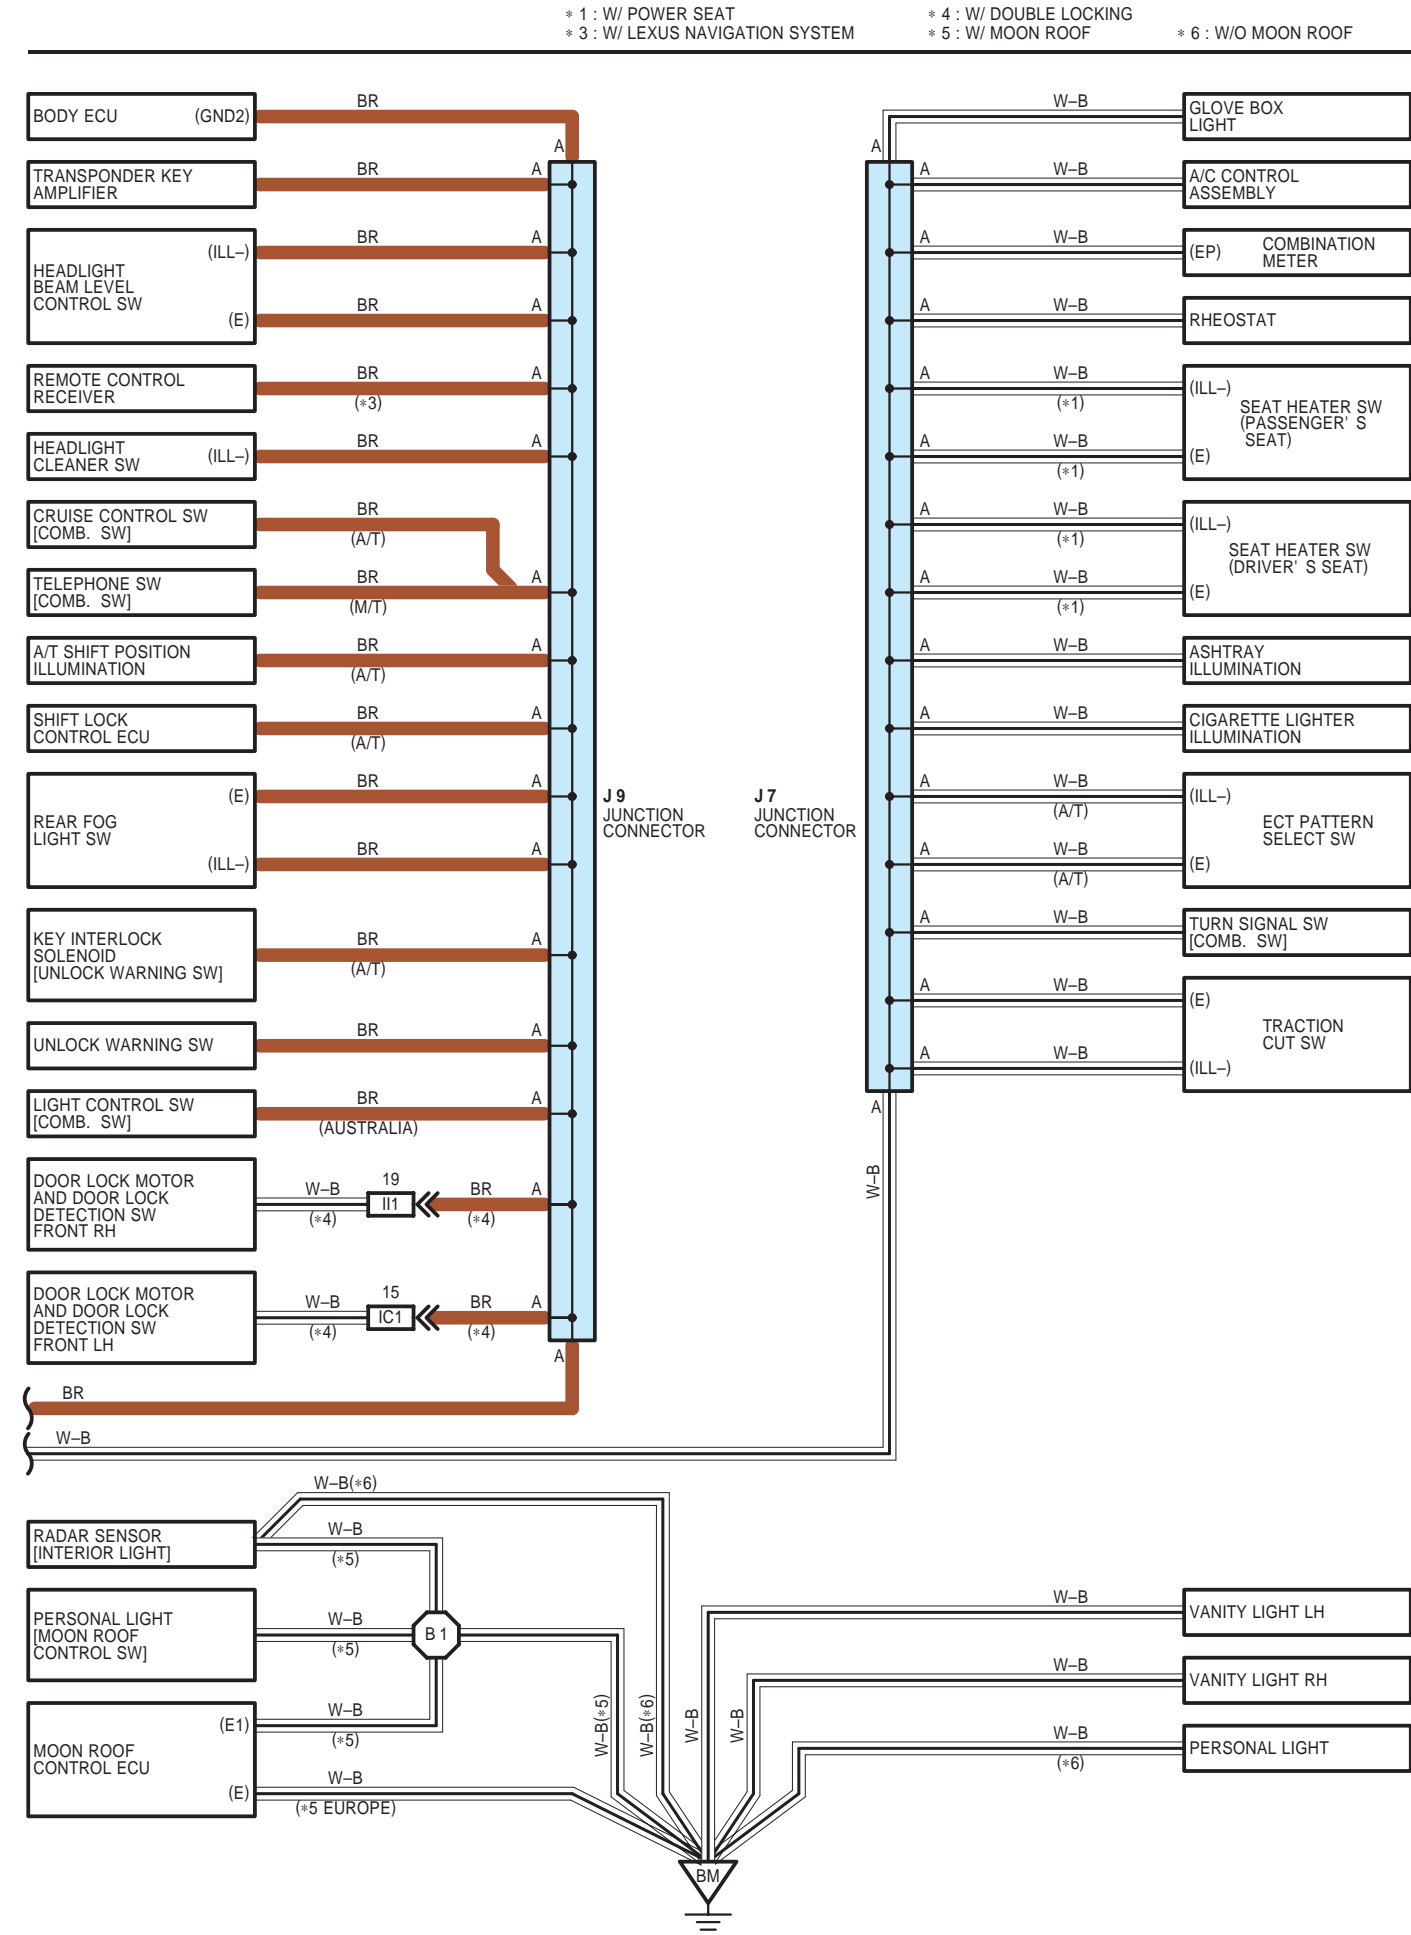 * 1 : W/ POWER SEAT
* 4 : W/ DOUBLE LOCKING
* 3 : W/ LEXUS NAVIGATION SYSTEM
* 5 : W/ MOON ROOF
* 6 : W/O MOON ROOF
BODY ECU (GND2)
BR
A
TRANSPONDER KEY
AMPLIFIER
BR
A
HEADLIGHT
BEAM LEVEL
CONTROL SW
(ILL–)
BR
A
(E)
BR
A
REMOTE CONTROL
RECEIVER
BR
(*3)
A
HEADLIGHT
CLEANER SW
(ILL–)
BR
A
CRUISE CONTROL SW
[COMB. SW]
BR
(A/T)
TELEPHONE SW
[COMB. SW]
BR
(M/T)
A
A/T SHIFT POSITION
ILLUMINATION
BR
(A/T)
A
SHIFT LOCK
CONTROL ECU
BR
(A/T)
A
REAR FOG
LIGHT SW
(E)
BR
A
(ILL–)
BR
A
KEY INTERLOCK
SOLENOID
[UNLOCK WARNING SW]
BR
(A/T)
A
UNLOCK WARNING SW
BR
A
LIGHT CONTROL SW
[COMB. SW]
BR
(AUSTRALIA)
A
DOOR LOCK MOTOR
AND DOOR LOCK
DETECTION SW
FRONT RH
W–B
(*4)
19
II1
BR
(*4)
A
DOOR LOCK MOTOR
AND DOOR LOCK
DETECTION SW
FRONT LH
W–B
(*4)
15
IC1
BR
(*4)
A
A
BR
W–B
J 9
JUNCTION
CONNECTOR
J 7
JUNCTION
CONNECTOR
A
W–B
GLOVE BOX
LIGHT
A
W–B
A/C CONTROL
ASSEMBLY
A
W–B
(EP)
COMBINATION
METER
A
W–B
RHEOSTAT
A
W–B
(*1)
(ILL–)
SEAT HEATER SW
(PASSENGER' S
SEAT)
A
W–B
(*1)
(E)
A
W–B
(*1)
(ILL–)
SEAT HEATER SW
(DRIVER' S SEAT)
A
W–B
(*1)
(E)
A
W–B
ASHTRAY
ILLUMINATION
A
W–B
CIGARETTE LIGHTER
ILLUMINATION
A
W–B
(A/T)
(ILL–)
ECT PATTERN
SELECT SW
A
W–B
(A/T)
(E)
A
W–B
TURN SIGNAL SW
[COMB. SW]
A
W–B
(E)
TRACTION
CUT SW
A
W–B
(ILL–)
A
W–B
W–B(*6)
RADAR SENSOR
[INTERIOR LIGHT]
W–B
(*5)
PERSONAL LIGHT
[MOON ROOF
CONTROL SW]
W–B
(*5)
B 1
MOON ROOF
CONTROL ECU
(E1)
W–B
(*5)
(E)
W–B
(*5 EUROPE)
W–B(*5)
W–B(*6)
W–B
W–B
W–B
VANITY LIGHT LH
W–B
VANITY LIGHT RH
W–B
(*6)
PERSONAL LIGHT
BM